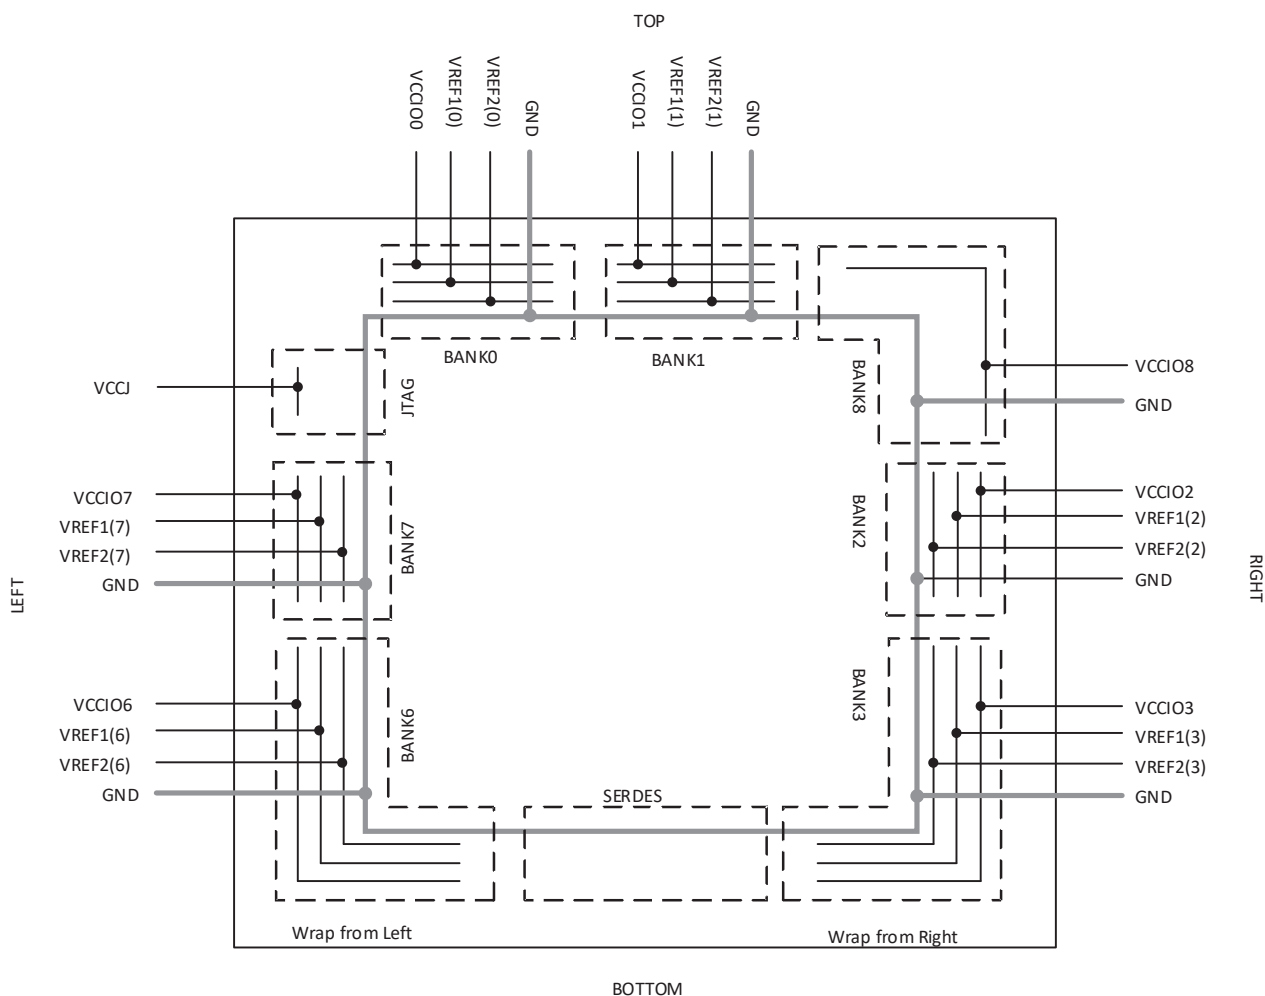 TOP
VCCIO0
VREF1(0)
VREF2(0)
GND
VCCIO1
VREF1(1)
VREF2(1)
GND
BANK0
BANK1
VCCJ
JTAG
BANK8
VCCIO8
GND
VCCIO7
VREF1(7)
VREF2(7)
GND
BANK7
BANK2
VCCIO2
VREF1(2)
VREF2(2)
GND
LEFT
RIGHT
VCCIO6
VREF1(6)
VREF2(6)
GND
BANK6
BANK3
VCCIO3
VREF1(3)
VREF2(3)
GND
SERDES
Wrap from Left
Wrap from Right
BOTTOM